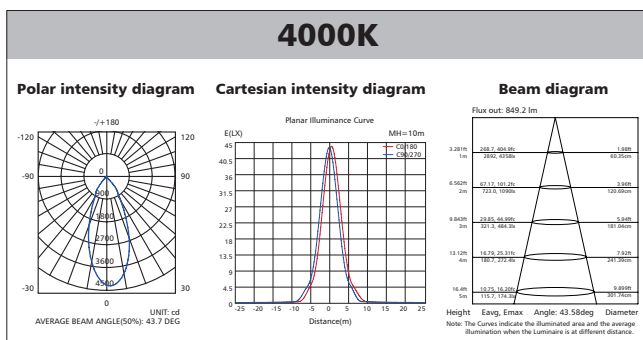 4000K
Polar intensity diagram
-/+180
-120 120
-90 90
0
900
1800
2700
3600
4500
-30 30
0
UNIT: cd
AVERAGE BEAM ANGLE(50%): 43.7 DEG
Cartesian intensity diagram
Planar Illuminance Curve
E(LX) MH=10m
C0/180
C90/270
45
40.5
36
31.5
27
22.5
18
13.5
9
4.5
0
-25 -20 -15 -10 -5 0 5 10 15 20 25
Distance(m)
Beam diagram
Flux out: 849.2 lm
3.281ft 268.7, 404.9fc 1.98ft
1m 2892, 4358lx 60.35cm
6.562ft 67.17, 101.2fc 3.96ft
2m 723.0, 1090lx 120.69cm
9.843ft 29.85, 44.99fc 5.94ft
3m 321.3, 484.3lx 181.04cm
13.12ft 16.79, 25.31fc 7.92ft
4m 180.7, 272.4lx 241.39cm
16.4ft 10.75, 16.20fc 9.899ft
5m 115.7, 174.3lx 301.74cm
Height Eavg, Emax Angle: 43.58deg Diameter
Note: The Curves indicate the illuminated area and the average
illumination when the Luminaire is at different distance.